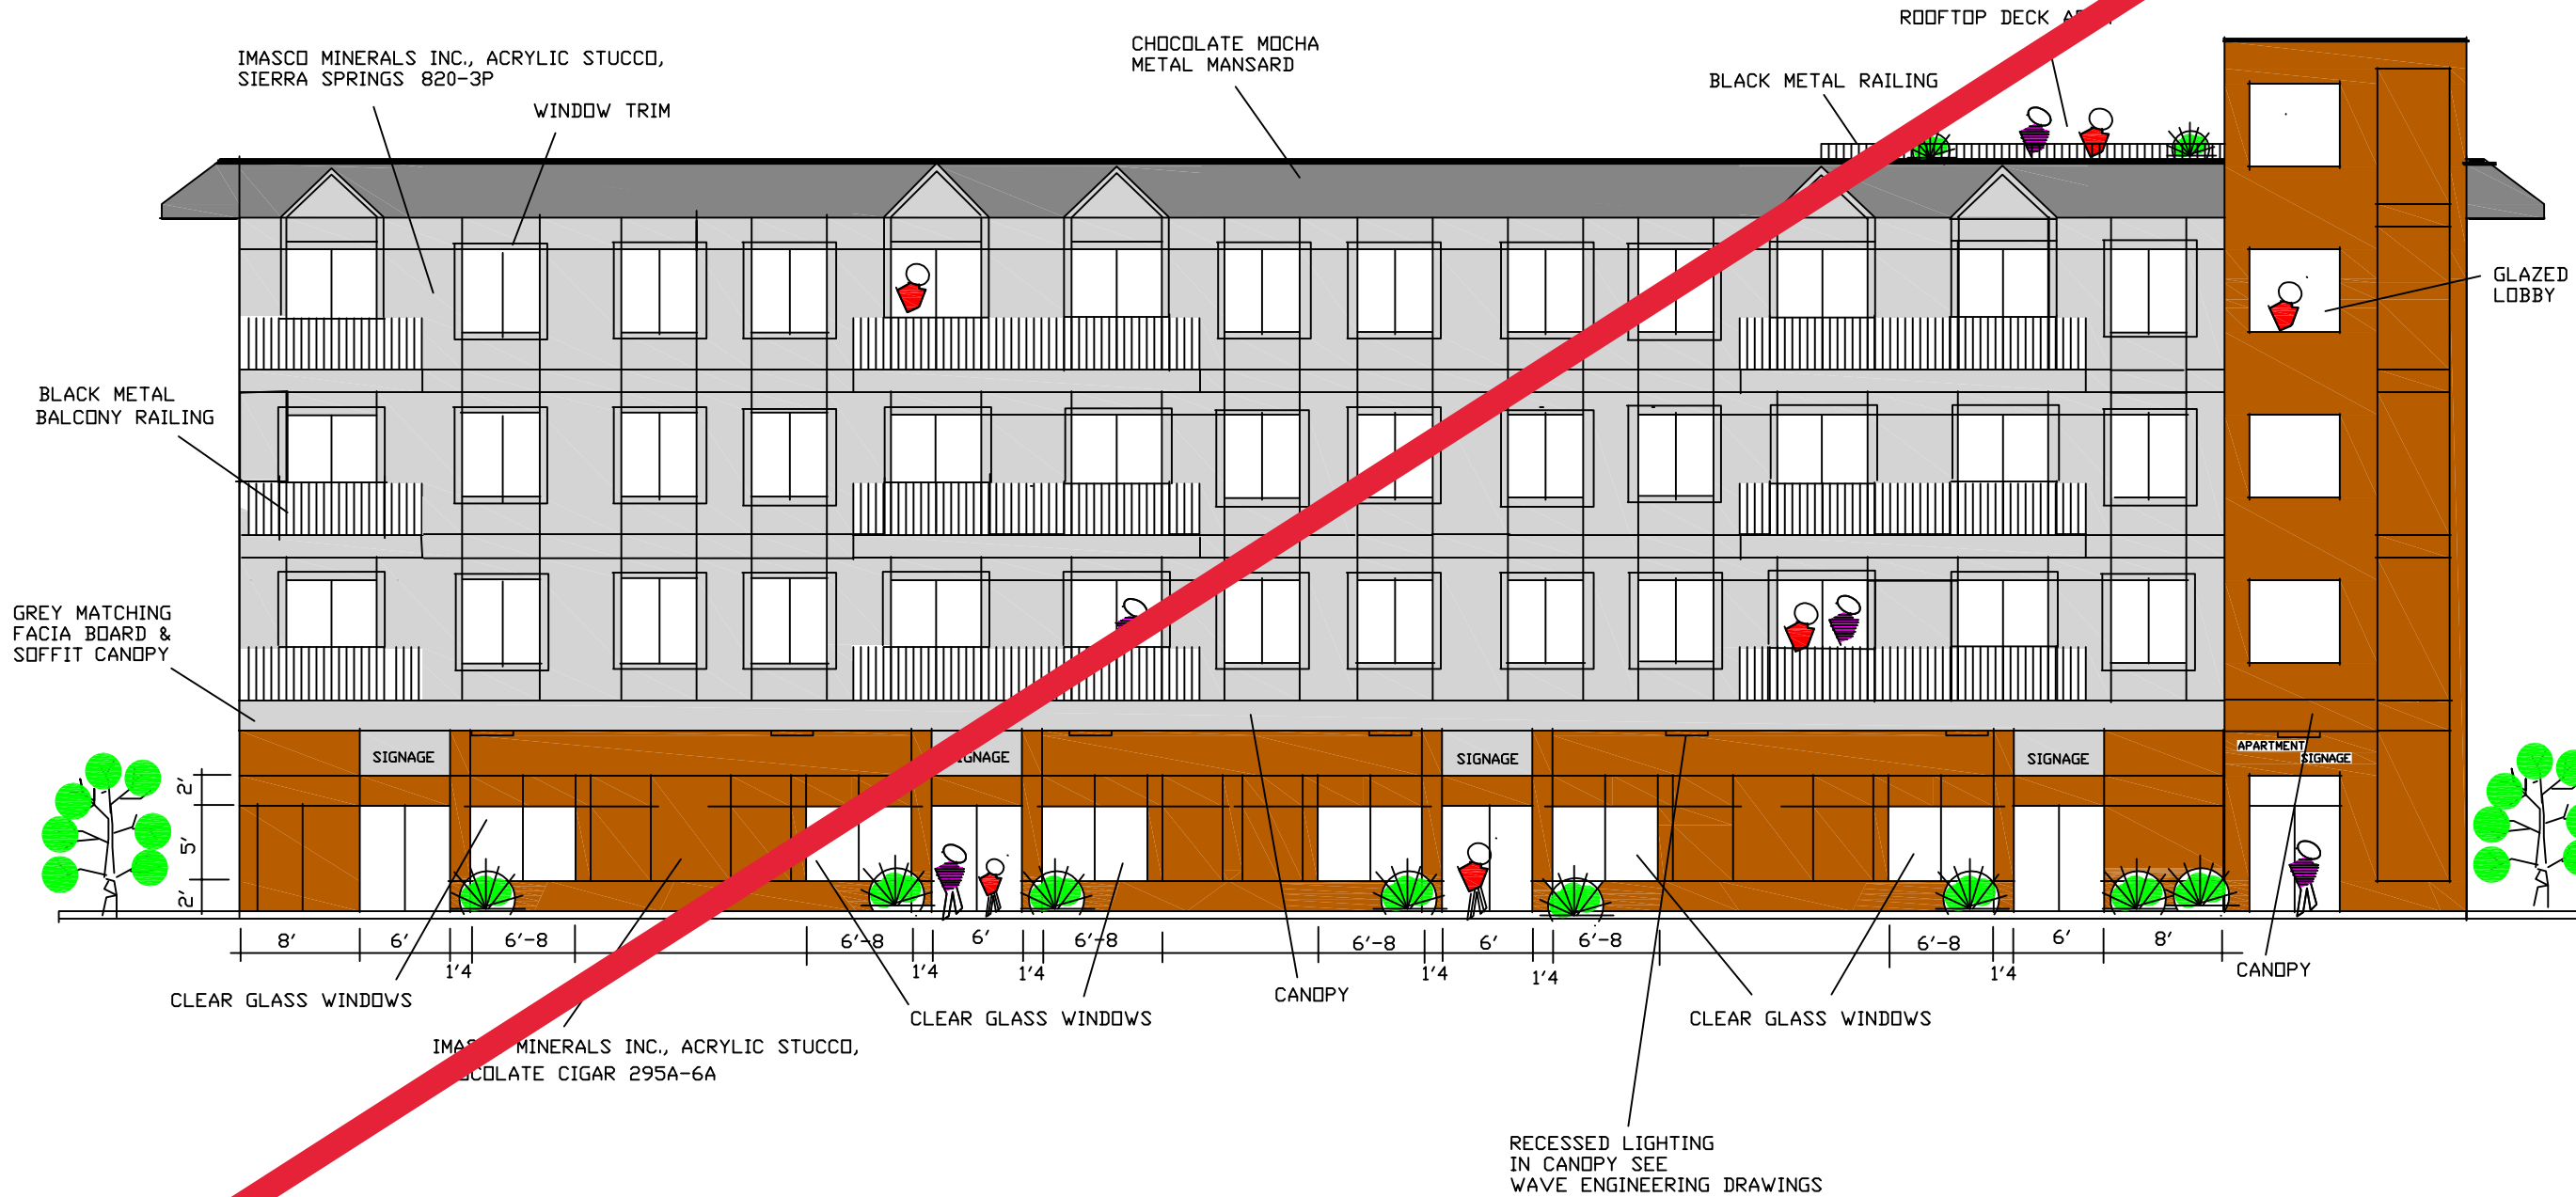 ROOFTOP DECK
CHOCOLATE MOCHA
METAL MANSARD
IMASCO MINERALS INC., ACRYLIC STUCCO,
SIERRA SPRINGS 820-3P
BLACK METAL RAILING
WINDOW TRIM
GLAZED
LOBBY
BLACK METAL
BALCONY RAILING
GREY MATCHING
FACIA BOARD &
SOFFIT CANOPY
SIGNAGE
SIGNAGE
SIGNAGE
SIGNAGE
APARTMENT
SIGNAGE
2'
5'
2'
8'
6'
6'-8
6'-8
6'
6'-8
6'-8
6'
6'-8
6'-8
6'
8'
1'4
1'4
1'4
1'4
1'4
1'4
CANOPY
CLEAR GLASS WINDOWS
CANOPY
CLEAR GLASS WINDOWS
CLEAR GLASS WINDOWS
IMASCO MINERALS INC., ACRYLIC STUCCO,
CHOCOLATE CIGAR 295A-6A
RECESSED LIGHTING
IN CANOPY SEE
WAVE ENGINEERING DRAWINGS